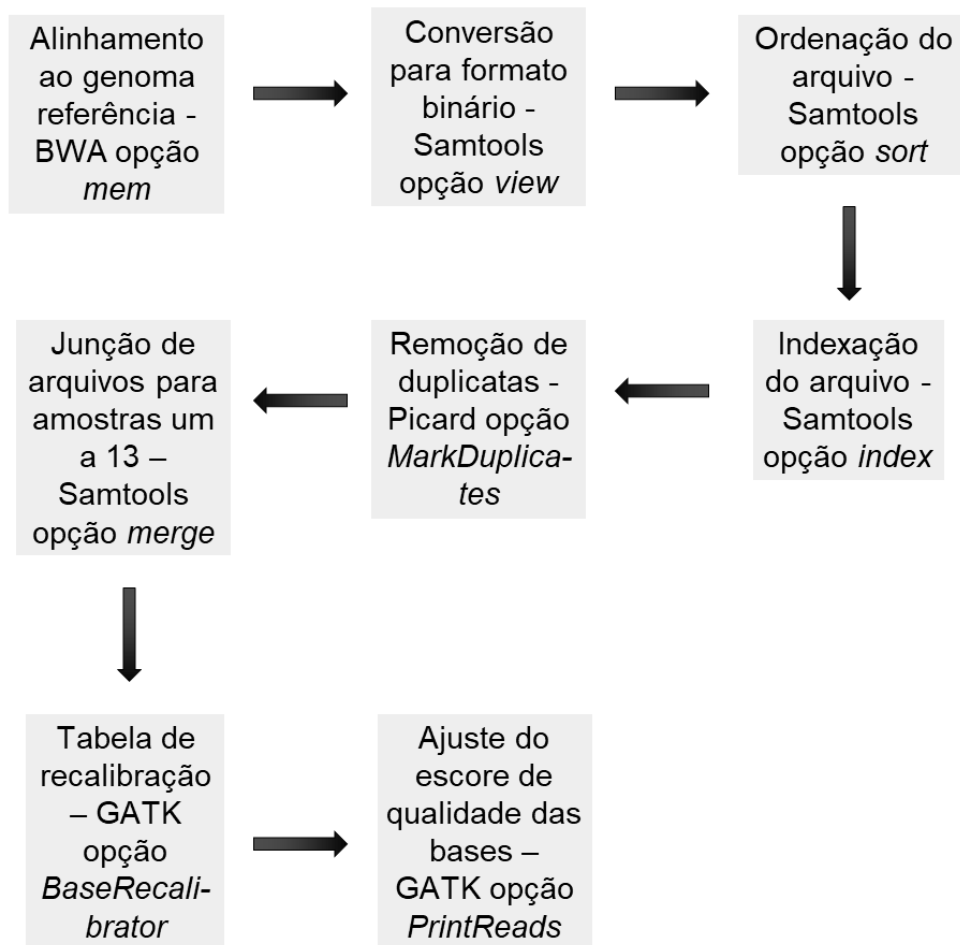 Alinhamento
ao genoma
referência -
BWA opção
mem
Conversão
para formato
binário -
Samtools
opção view
Ordenação do
arquivo -
Samtools
opção sort
Indexação
do arquivo -
Samtools
opção index
Remoção de
duplicatas -
Picard opção
MarkDuplica-
tes
Junção de
arquivos para
amostras um
a 13 –
Samtools
opção merge
Tabela de
recalibração
– GATK
opção
BaseRecali-
brator
Ajuste do
escore de
qualidade das
bases –
GATK opção
PrintReads